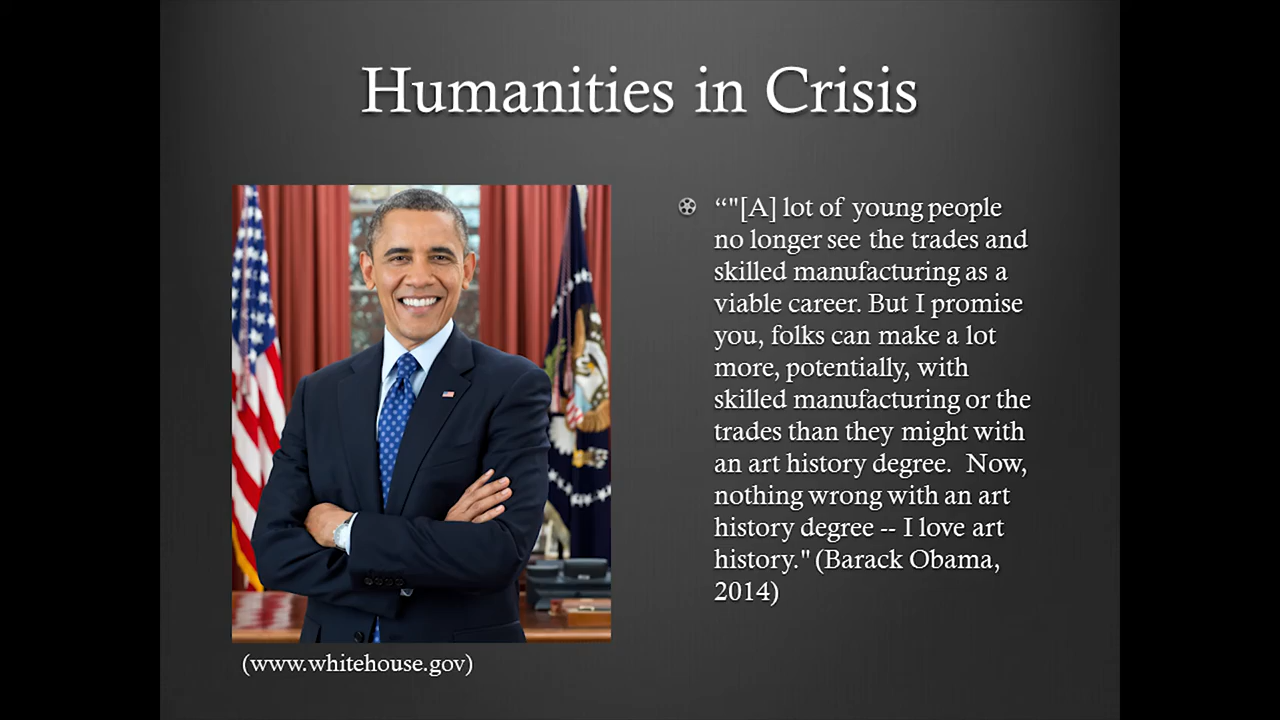 Humanities in Crisis
“"[A] lot of young people
no longer see the trades and
skilled manufacturing as a
viable career. But I promise
you, folks can make a lot
more, potentially, with
skilled manufacturing or the
trades than they might with
an art history degree.  Now,
nothing wrong with an art
history degree -- I love art
history." (Barack Obama,
2014)
(www.whitehouse.gov)